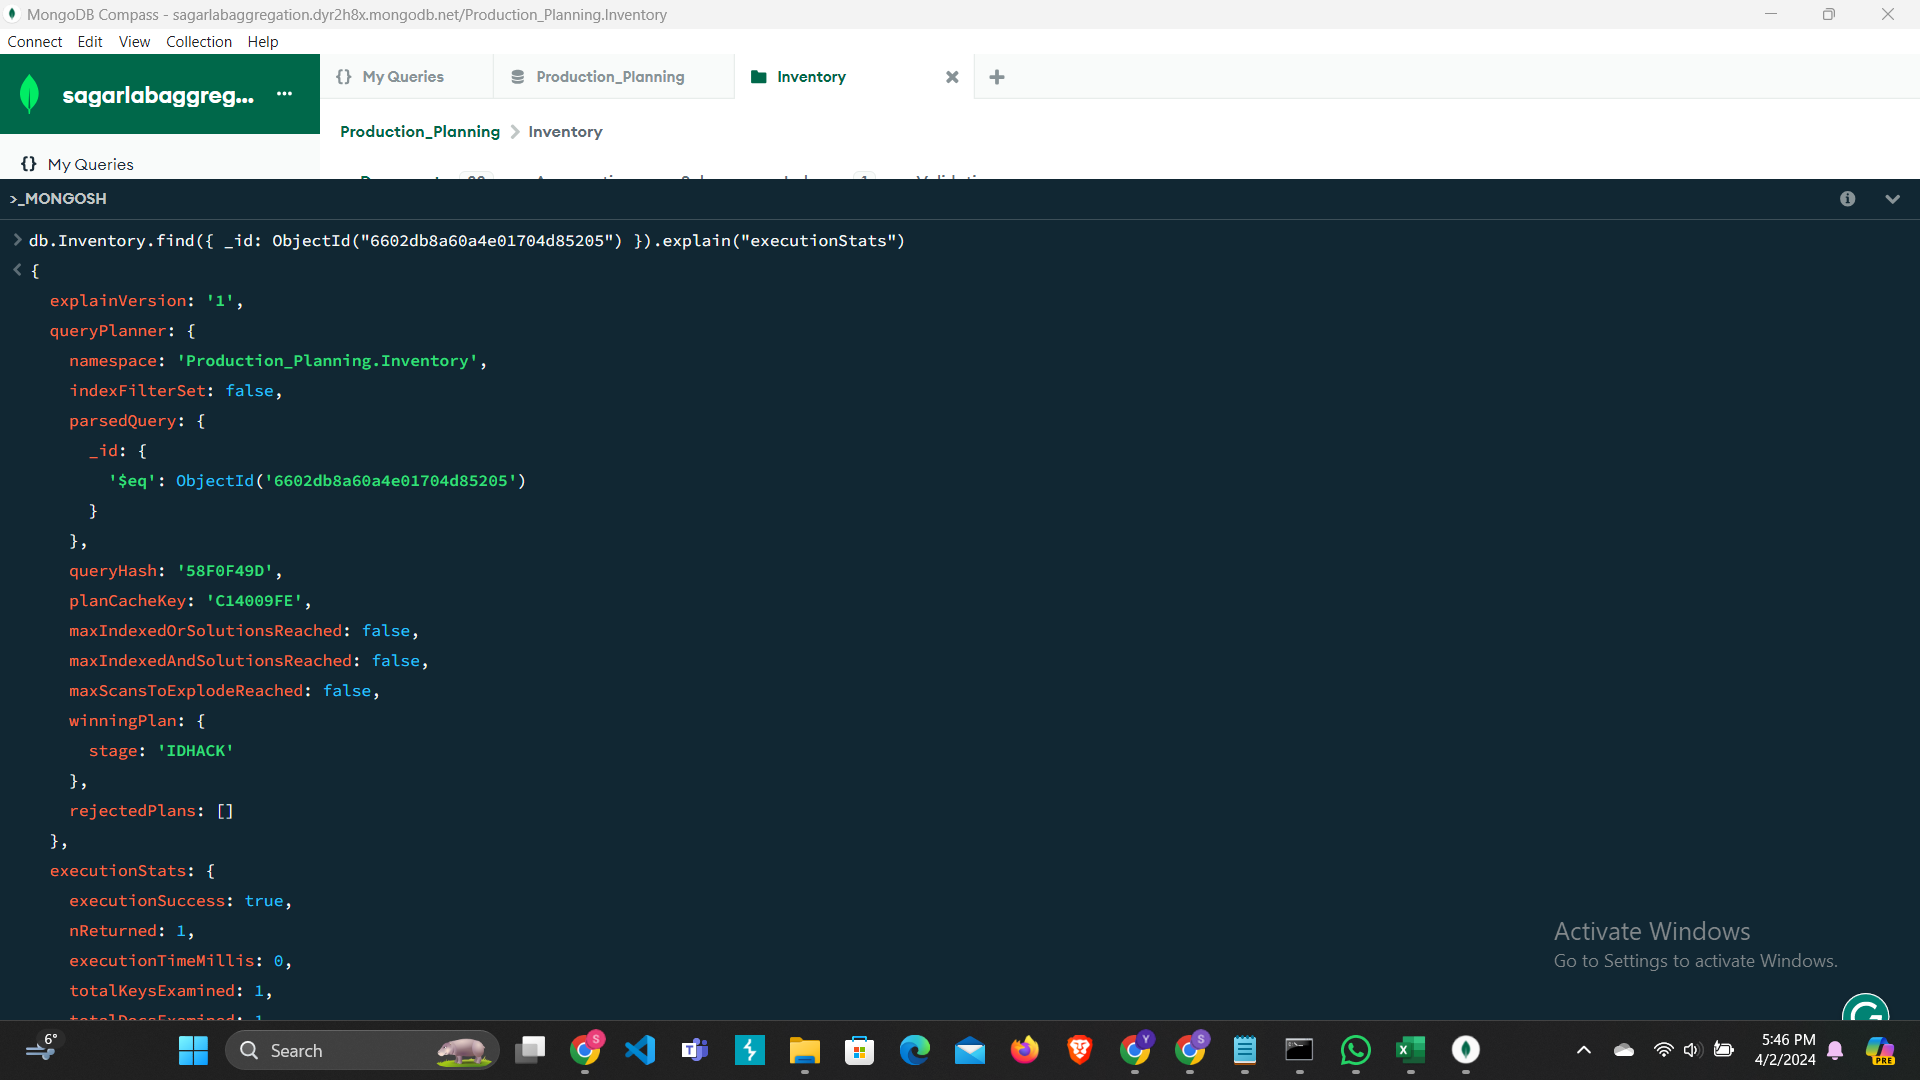 MongoDB Compass - sagarlabaggregation.dyr2h8x.mongodb.net/Production_Planning.Inventory
Connect Edit View Collection Help
sagarlabaggreg... ...
{} My Queries Production_Planning Inventory
Production_Planning > Inventory
{} My Queries
>_MONGOSH
> db.Inventory.find({ _id: ObjectId("6602db8a60a4e01704d85205") }).explain("executionStats")
< {
explainVersion: '1',
queryPlanner: {
namespace: 'Production_Planning.Inventory',
indexFilterSet: false,
parsedQuery: {
_id: {
'$eq': ObjectId('6602db8a60a4e01704d85205')
}
},
queryHash: '58F0F49D',
planCacheKey: 'C14009FE',
maxIndexedOrSolutionsReached: false,
maxIndexedAndSolutionsReached: false,
maxScansToExplodeReached: false,
winningPlan: {
stage: 'IDHACK'
},
rejectedPlans: []
},
executionStats: {
executionSuccess: true,
nReturned: 1,
executionTimeMillis: 0,
totalKeysExamined: 1,
totalDocsExamined: 1
Activate Windows
Go to Settings to activate Windows.
6°
Search
S
Y
S
PRE
5:46 PM
4/2/2024